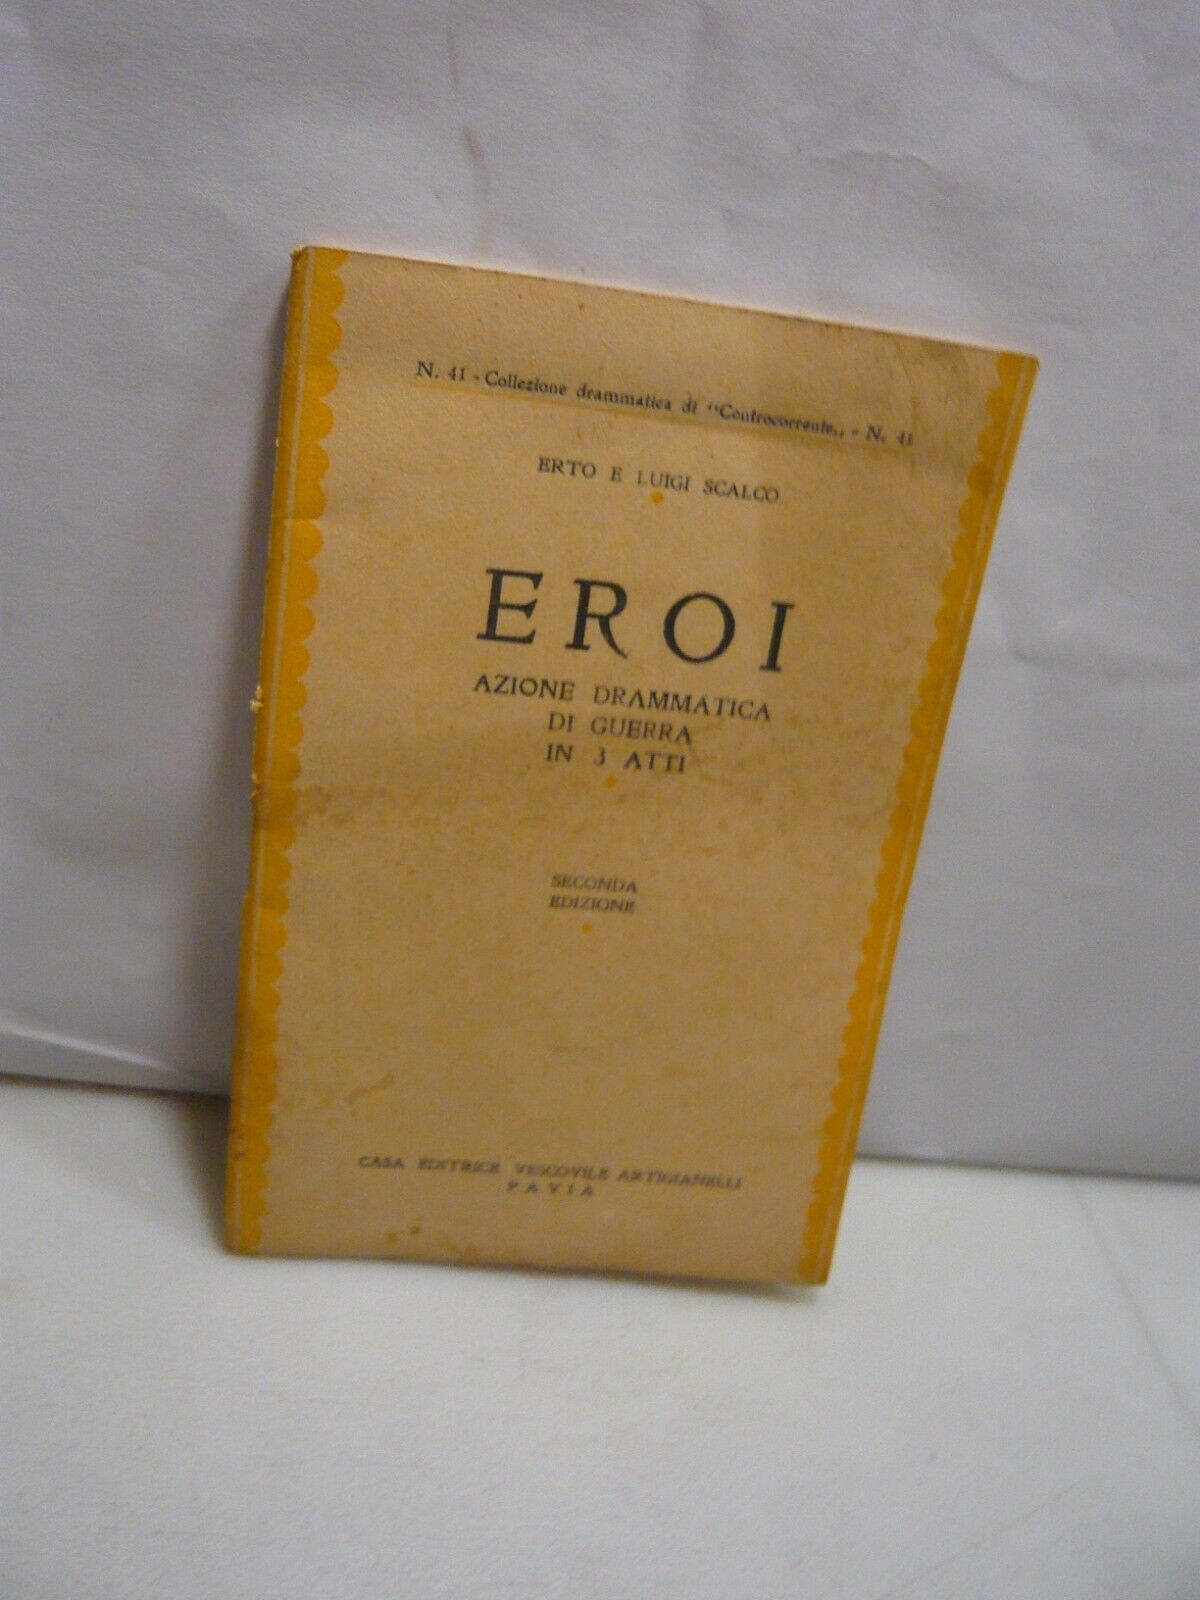 N. 41 - Collezione drammatica di "Controcorrente,, - N. 41
ERTO E LUIGI SCALCO
EROI
AZIONE DRAMMATICA
DI GUERRA
IN 3 ATTI
SECONDA
EDIZIONE
CASA EDITRICE VESCOVILE ARTIGIANELLI
PAVIA